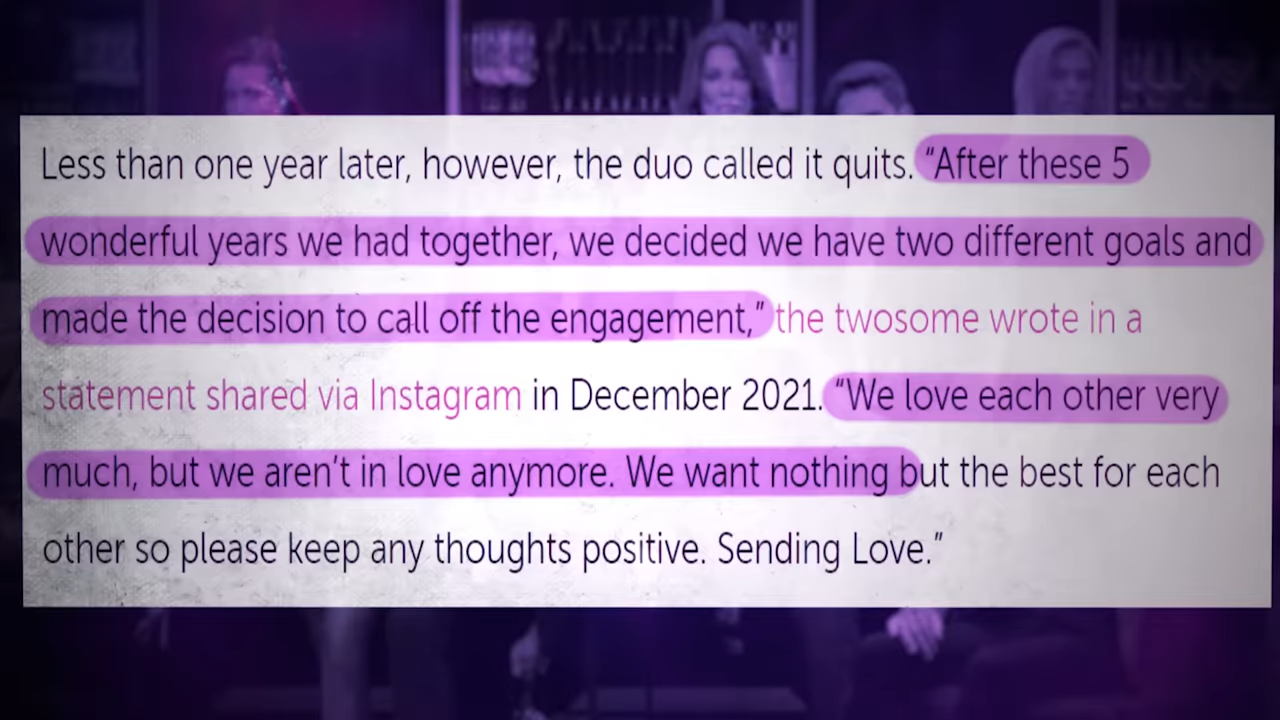 Less than one year later, however, the duo called it quits. “After these 5
wonderful years we had together, we decided we have two different goals and
made the decision to call off the engagement,” the twosome wrote in a
statement shared via Instagram in December 2021. “We love each other very
much, but we aren’t in love anymore. We want nothing but the best for each
other so please keep any thoughts positive. Sending Love.”